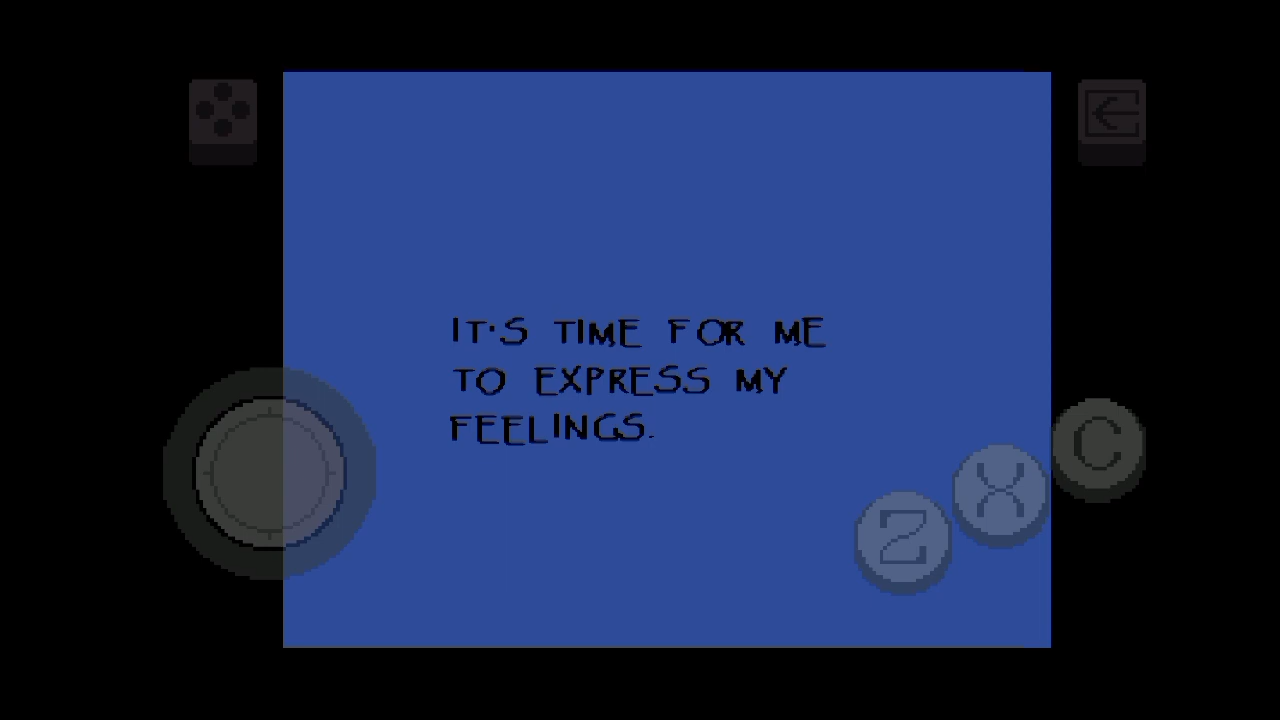 IT'S TIME FOR ME
TO EXPRESS MY
FEELINGS.
Z
X
C